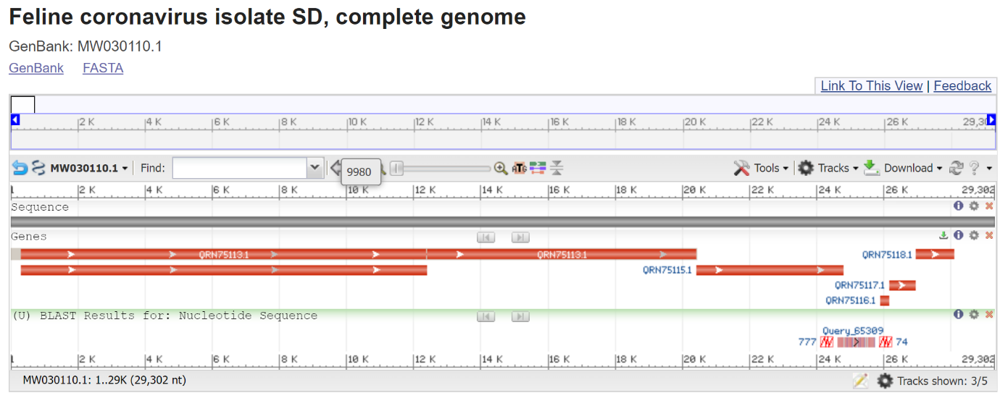 Feline coronavirus isolate SD, complete genome
GenBank: MW030110.1
GenBank FASTA
Link To This View | Feedback
2 K 4 K 6 K 8 K 10 K 12 K 14 K 16 K 18 K 20 K 22 K 24 K 26 K 29,30
MW030110.1 Find: 9980 ATG Tools Tracks Download ?
1 2 K 4 K 6 K 8 K 10 K 12 K 14 K 16 K 18 K 20 K 22 K 24 K 26 K 29,302
Sequence
Genes
QRN75113.1 QRN75113.1 QRN75118.1
QRN75115.1
QRN75117.1
QRN75116.1
(U) BLAST Results for: Nucleotide Sequence
Query_65309
777 74
1 2 K 4 K 6 K 8 K 10 K 12 K 14 K 16 K 18 K 20 K 22 K 24 K 26 K 29,302
MW030110.1: 1..29K (29,302 nt) Tracks shown: 3/5